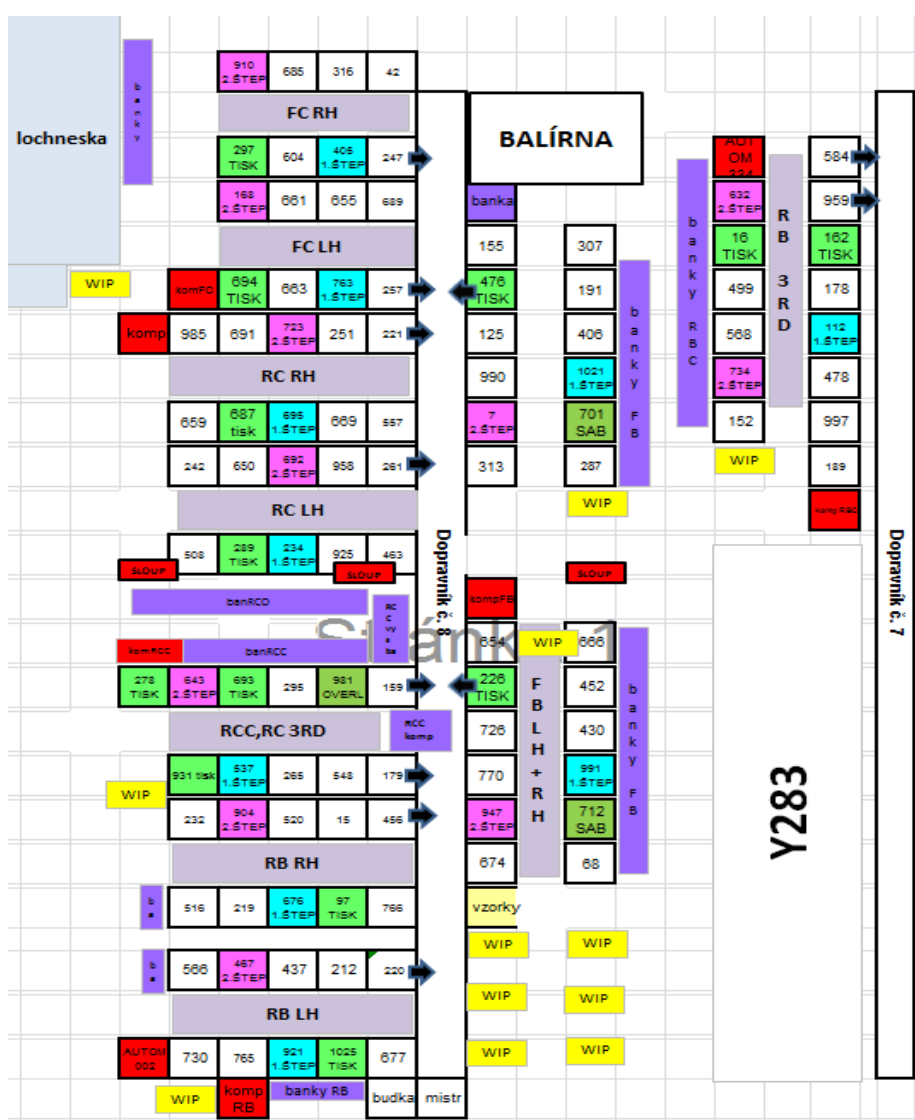 910
2.ŠTEP
685
316
42
lochneska
banky
FC RH
BALÍRNA
297
TISK
604
405
1.ŠTEP
247
AUTOM
334
584
168
2.ŠTEP
661
655
689
banka
632
2.ŠTEP
959
FC LH
155
307
16
TISK
162
TISK
banky RBC
RB 3RD
WIP
komFC
694
TISK
663
763
1.ŠTEP
257
476
TISK
191
499
178
komp
985
691
723
2.ŠTEP
251
221
125
406
banky FB
568
112
1.ŠTEP
RC RH
990
1021
1.ŠTEP
734
2.ŠTEP
478
659
687
tisk
695
1.ŠTEP
669
557
7
2.ŠTEP
701
SAB
152
997
242
650
692
2.ŠTEP
958
261
313
287
WIP
189
RC LH
WIP
komp RBC
508
289
TISK
234
1.ŠTEP
925
463
Dopravník č. 8
Dopravník č. 7
SLOUP
SLOUP
SLOUP
banRCD
kompFB
Stránka 1
654
WIP
666
komRCC
banRCC
278
TISK
643
2.ŠTEP
693
TISK
295
981
OVERL
159
226
TISK
FB LH + RH
452
banky FB
RCC,RC 3RD
RCC
komp
726
430
931 tisk
537
1.ŠTEP
265
548
179
770
991
1.ŠTEP
Y283
WIP
232
904
2.ŠTEP
520
15
456
947
2.ŠTEP
712
SAB
RB RH
674
68
516
219
676
1.ŠTEP
97
TISK
766
vzorky
WIP
WIP
566
467
2.ŠTEP
437
212
220
RB LH
WIP
WIP
AUTOM
002
730
765
921
1.ŠTEP
1025
TISK
677
WIP
WIP
WIP
komp
RB
banky RB
budka
mistr